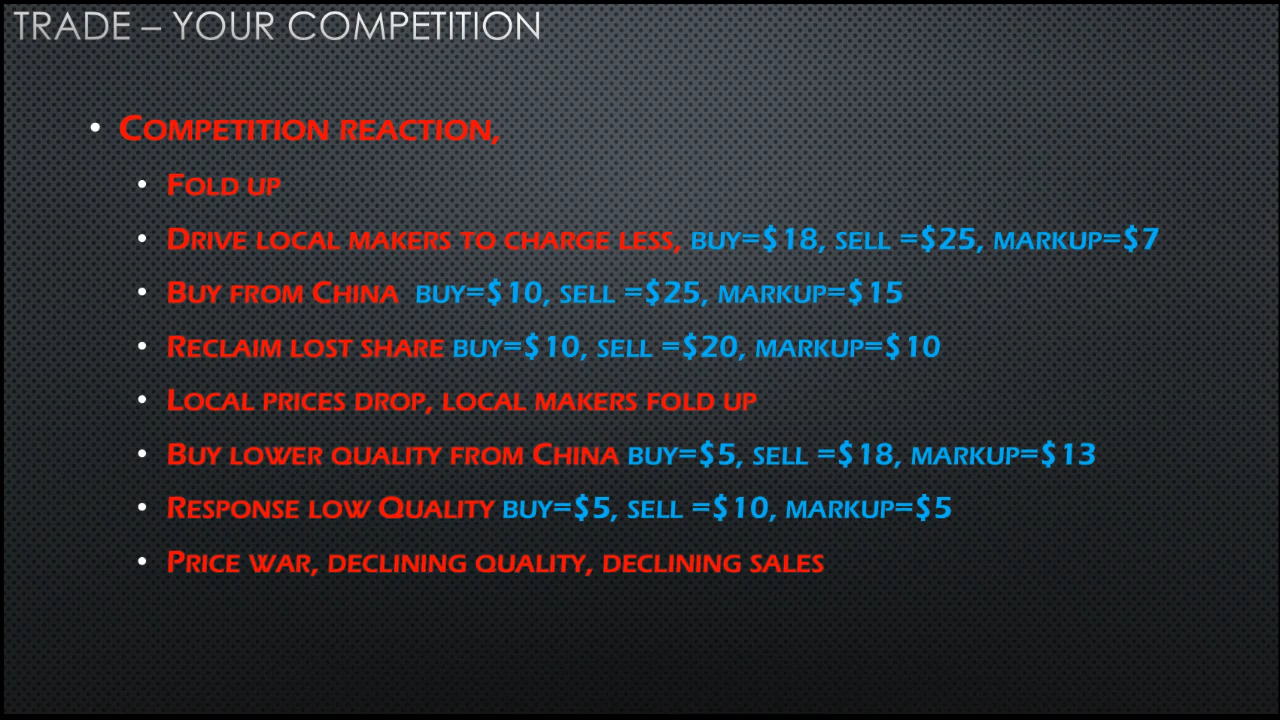 TRADE – YOUR COMPETITION
• COMPETITION REACTION,
• FOLD UP
• DRIVE LOCAL MAKERS TO CHARGE LESS, BUY=$18, SELL =$25, MARKUP=$7
• BUY FROM CHINA BUY=$10, SELL =$25, MARKUP=$15
• RECLAIM LOST SHARE BUY=$10, SELL =$20, MARKUP=$10
• LOCAL PRICES DROP, LOCAL MAKERS FOLD UP
• BUY LOWER QUALITY FROM CHINA BUY=$5, SELL =$18, MARKUP=$13
• RESPONSE LOW QUALITY BUY=$5, SELL =$10, MARKUP=$5
• PRICE WAR, DECLINING QUALITY, DECLINING SALES